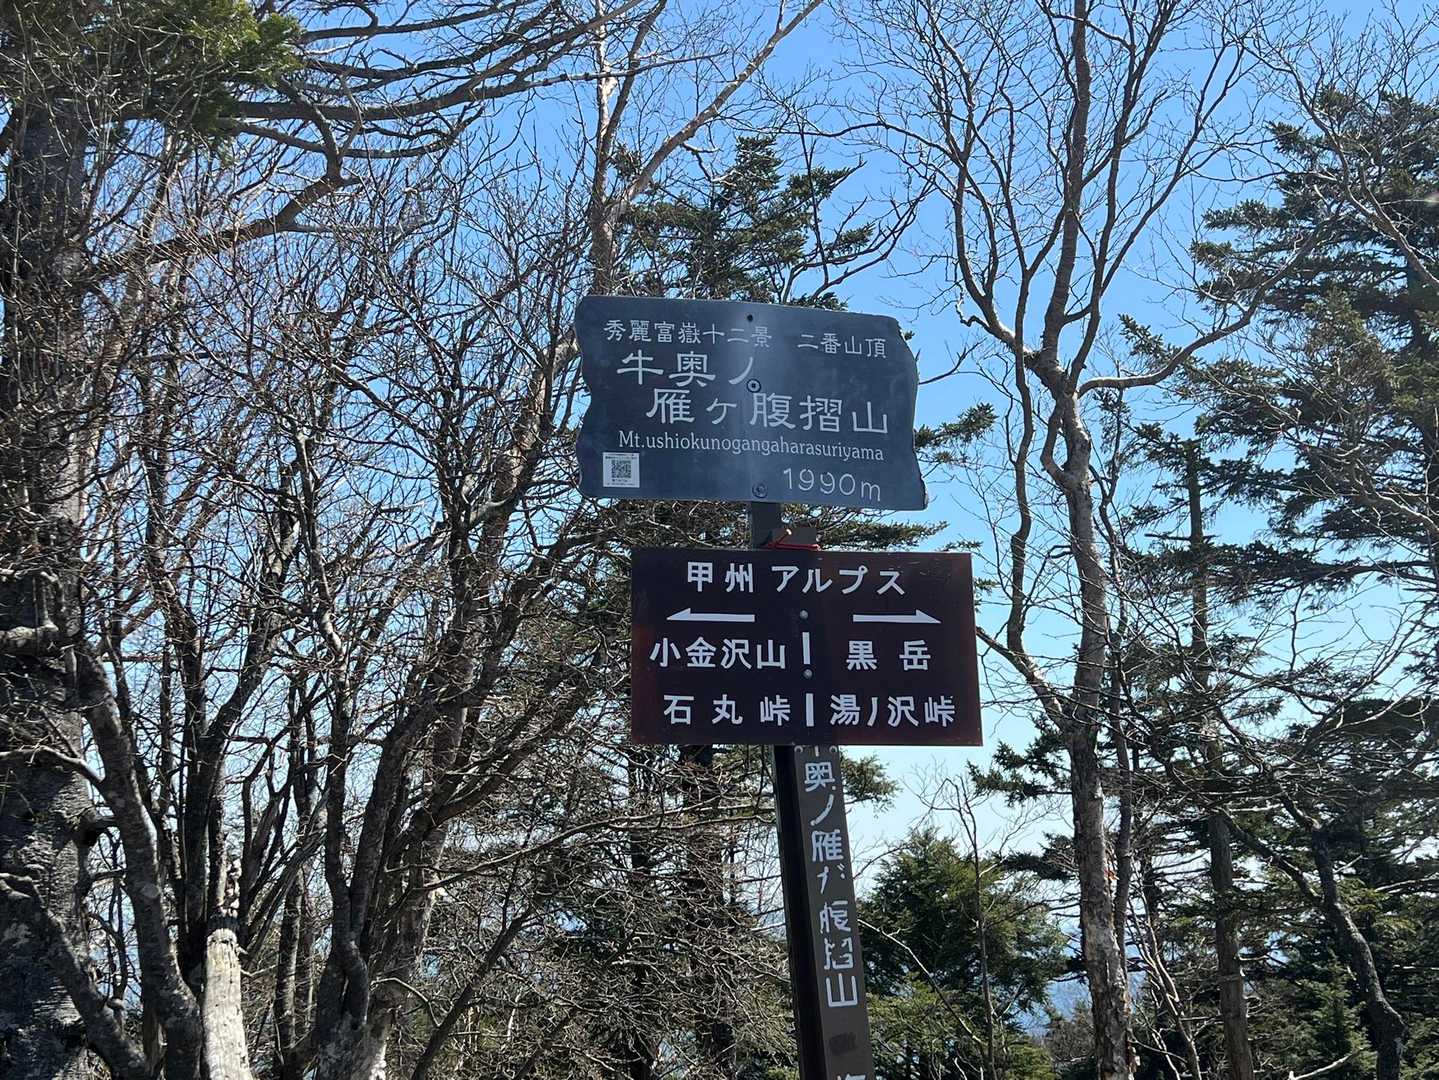 秀麗富嶽十二景 二番山頂
牛奥ノ
雁ヶ腹摺山
Mt.ushiokunogangaharasuriyama
1990m
甲州アルプス
小金沢山 黒岳
石丸峠 湯ノ沢峠
奥ノ雁ガ腹摺山